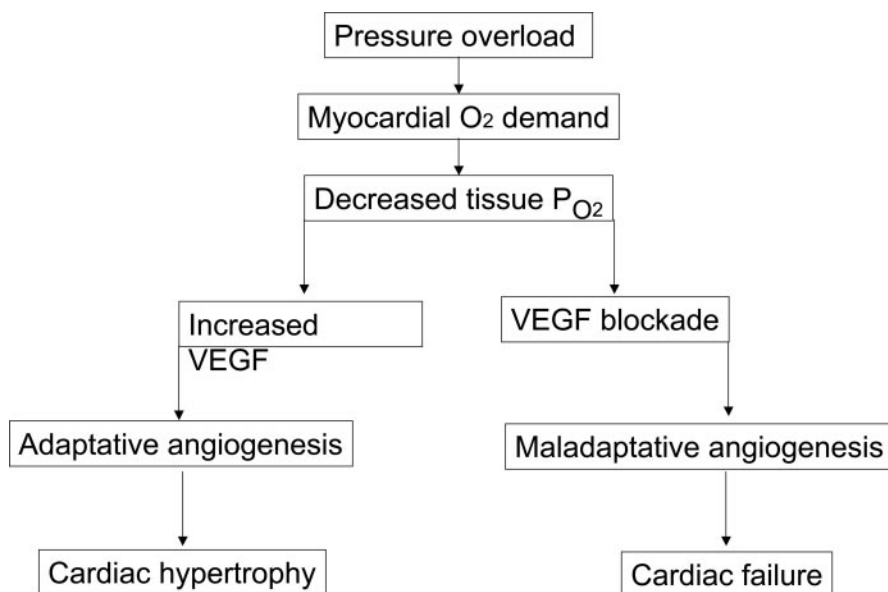 Pressure overload
Myocardial O2 demand
Decreased tissue PO2
Increased
VEGF
VEGF blockade
Adaptative angiogenesis
Maladaptative angiogenesis
Cardiac hypertrophy
Cardiac failure